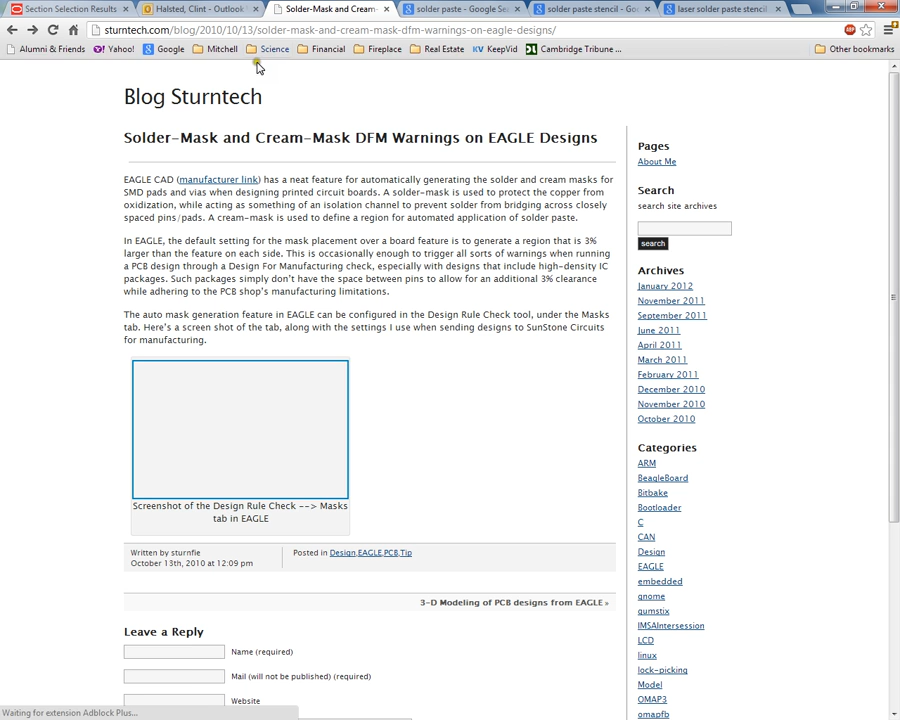 Section Selection Results
Halsted, Clint - Outlook
Solder-Mask and Cream-
solder paste - Google Se
solder paste stencil - Goo
laser solder paste stencil
sturntech.com/blog/2010/10/13/solder-mask-and-cream-mask-dfm-warnings-on-eagle-designs/
Alumni & Friends
Yahoo!
Google
Mitchell
Science
Financial
Fireplace
Real Estate
KeepVid
Cambridge Tribune ...
Other bookmarks
Blog Sturntech
Solder-Mask and Cream-Mask DFM Warnings on EAGLE Designs
EAGLE CAD (manufacturer link) has a neat feature for automatically generating the solder and cream masks for
SMD pads and vias when designing printed circuit boards. A solder-mask is used to protect the copper from
oxidization, while acting as something of an isolation channel to prevent solder from bridging across closely
spaced pins/pads. A cream-mask is used to define a region for automated application of solder paste.
In EAGLE, the default setting for the mask placement over a board feature is to generate a region that is 3%
larger than the feature on each side. This is occasionally enough to trigger all sorts of warnings when running
a PCB design through a Design For Manufacturing check, especially with designs that include high-density IC
packages. Such packages simply don't have the space between pins to allow for an additional 3% clearance
while adhering to the PCB shop's manufacturing limitations.
The auto mask generation feature in EAGLE can be configured in the Design Rule Check tool, under the Masks
tab. Here's a screen shot of the tab, along with the settings I use when sending designs to SunStone Circuits
for manufacturing.
Screenshot of the Design Rule Check --> Masks
tab in EAGLE
Written by sturnfie
October 13th, 2010 at 12:09 pm
Posted in Design,EAGLE,PCB,Tip
3-D Modeling of PCB designs from EAGLE »
Leave a Reply
Name (required)
Mail (will not be published) (required)
Website
Pages
About Me
Search
search site archives
search
Archives
January 2012
November 2011
September 2011
June 2011
April 2011
March 2011
February 2011
December 2010
November 2010
October 2010
Categories
ARM
BeagleBoard
Bitbake
Bootloader
C
CAN
Design
EAGLE
embedded
gnome
gumstix
IMSAIntersession
LCD
linux
lock-picking
Model
OMAP3
omapfb
Waiting for extension Adblock Plus...